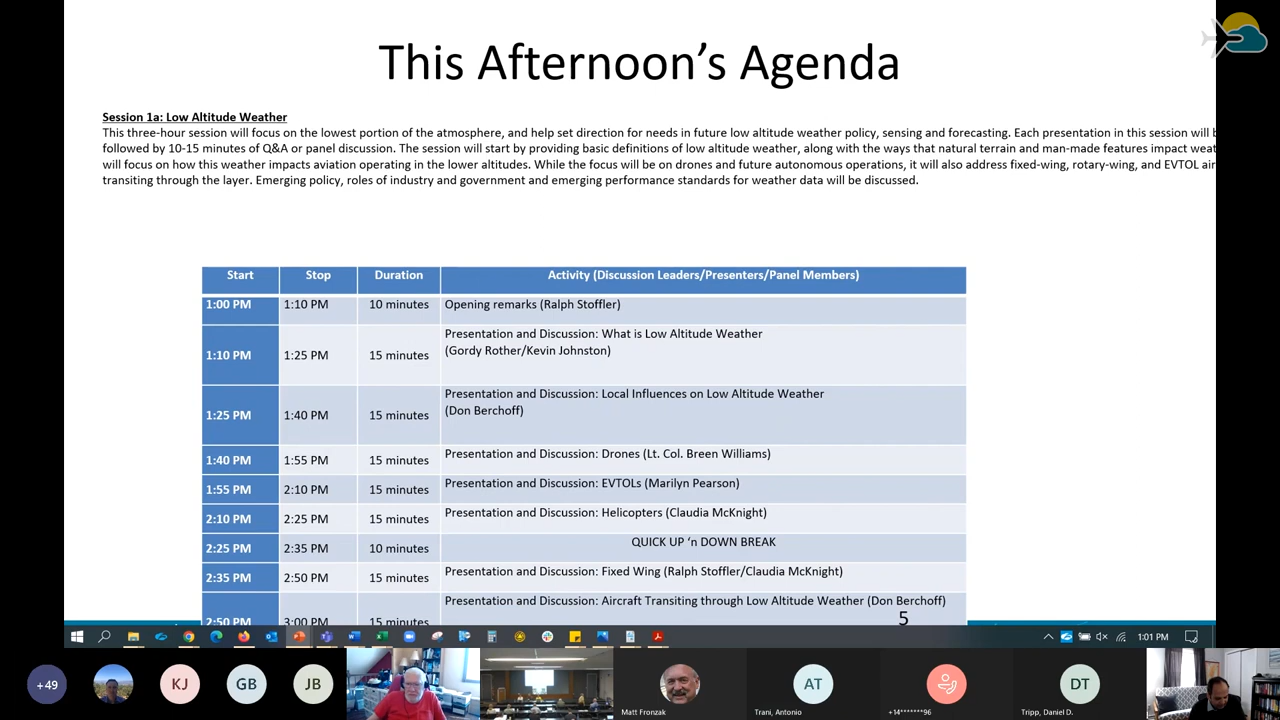 This Afternoon's Agenda
Session 1a: Low Altitude Weather
This three-hour session will focus on the lowest portion of the atmosphere, and help set direction for needs in future low altitude weather policy, sensing and forecasting. Each presentation in this session will
followed by 10-15 minutes of Q&A or panel discussion. The session will start by providing basic definitions of low altitude weather, along with the ways that natural terrain and man-made features impact
will focus on how this weather impacts aviation operating in the lower altitudes. While the focus will be on drones and future autonomous operations, it will also address fixed-wing, rotary-wing, and EVTOL
transiting through the layer. Emerging policy, roles of industry and government and emerging performance standards for weather data will be discussed.
Start Stop Duration Activity (Discussion Leaders/Presenters/Panel Members)
1:00 PM 1:10 PM 10 minutes Opening remarks (Ralph Stoffler)
Presentation and Discussion: What is Low Altitude Weather
1:10 PM 1:25 PM 15 minutes (Gordy Rother/Kevin Johnston)
Presentation and Discussion: Local Influences on Low Altitude Weather
1:25 PM 1:40 PM 15 minutes (Don Berchoff)
1:40 PM 1:55 PM 15 minutes Presentation and Discussion: Drones (Lt. Col. Breen Williams)
1:55 PM 2:10 PM 15 minutes Presentation and Discussion: EVTOLs (Marilyn Pearson)
2:10 PM 2:25 PM 15 minutes Presentation and Discussion: Helicopters (Claudia McKnight)
2:25 PM 2:35 PM 10 minutes QUICK UP 'n DOWN BREAK
2:35 PM 2:50 PM 15 minutes Presentation and Discussion: Fixed Wing (Ralph Stoffler/Claudia McKnight)
2:50 PM 3:00 PM 15 minutes Presentation and Discussion: Aircraft Transiting through Low Altitude Weather (Don Berchoff)
5
1:01 PM
+49 KJ GB JB AT DT
Matt Fronzak Trani, Antonio +14*******96 Tripp, Daniel D.